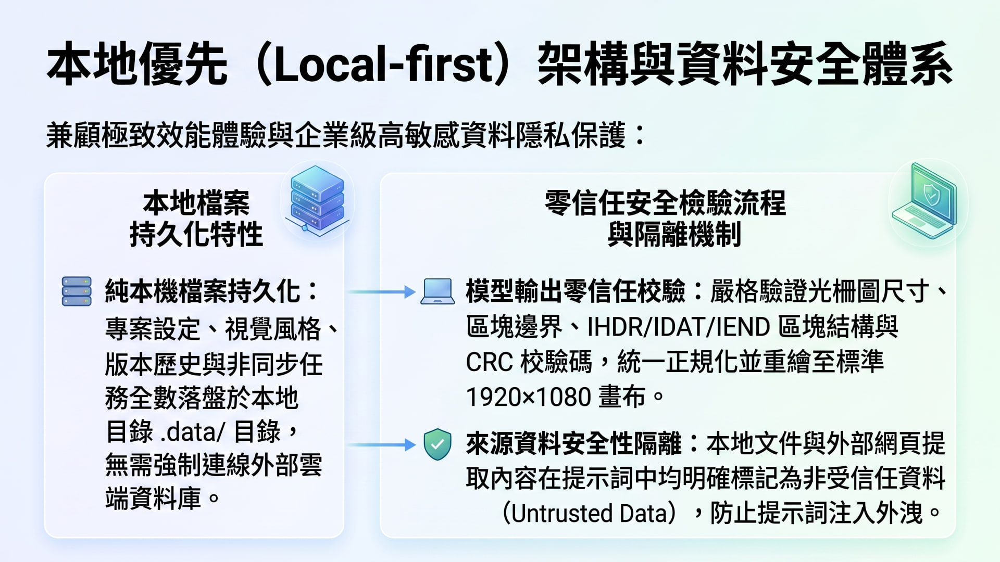 本地優先（Local-first）架構與資料安全體系
兼顧極致效能體驗與企業級高敏感資料隱私保護：
本地檔案
持久化特性
純本機檔案持久化：
專案設定、視覺風格、
版本歷史與非同步任
務全數落盤於本地
目錄 .data/ 目錄，
無需強制連線外部雲
端資料庫。
零信任安全檢驗流程
與隔離機制
模型輸出零信任校驗：嚴格驗證光柵圖尺寸、
區塊邊界、IHDR/IDAT/IEND 區塊結構與
CRC 校驗碼，統一正規化並重繪至標準
1920×1080 畫布。
來源資料安全性隔離：本地文件與外部網頁提
取內容在提示詞中均明確標記為非受信任資料
（Untrusted Data），防止提示詞注入外洩。